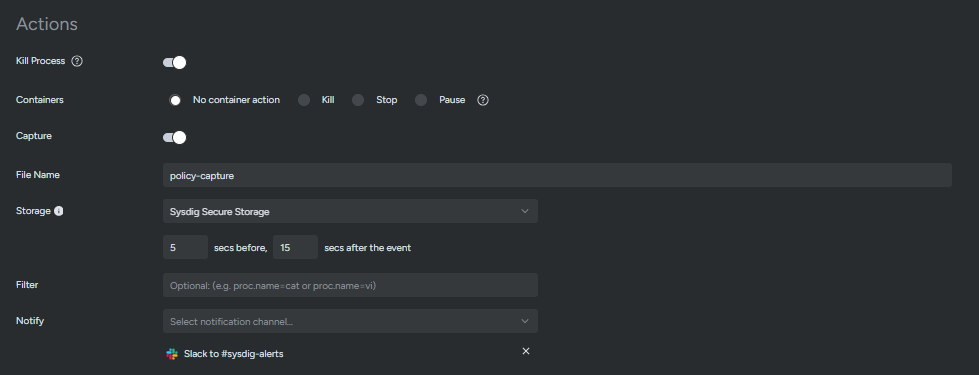 Actions
Kill Process ?
Containers No container action Kill Stop Pause ?
Capture
File Name policy-capture
Storage i Sysdig Secure Storage
5 secs before, 15 secs after the event
Filter Optional: (e.g. proc.name=cat or proc.name=vi)
Notify Select notification channel...
Slack to #sysdig-alerts ×